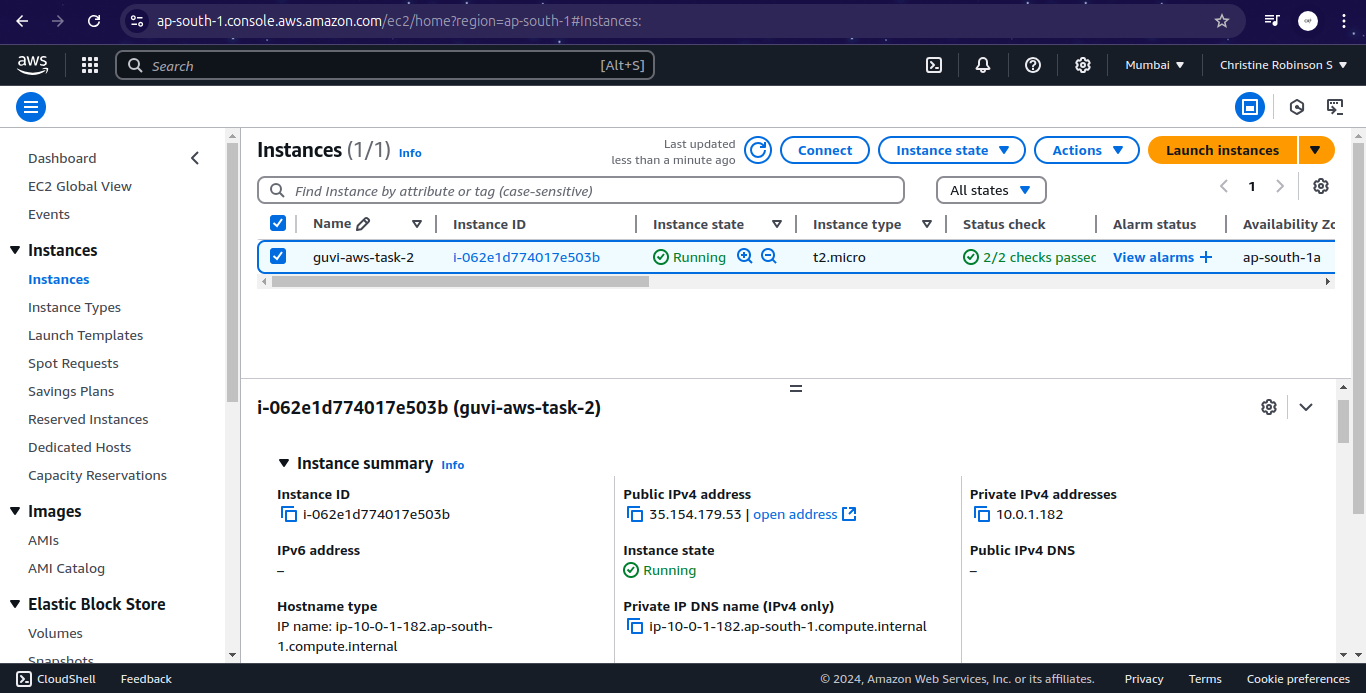 ap-south-1.console.aws.amazon.com/ec2/home?region=ap-south-1#Instances:
aws
Search
[Alt+S]
Mumbai
Christine Robinson S
Dashboard
EC2 Global View
Events
Instances
Instances
Instance Types
Launch Templates
Spot Requests
Savings Plans
Reserved Instances
Dedicated Hosts
Capacity Reservations
Images
AMIs
AMI Catalog
Elastic Block Store
Volumes
Snapshots
Instances (1/1) Info
Last updated
less than a minute ago
Connect
Instance state
Actions
Launch instances
Find Instance by attribute or tag (case-sensitive)
All states
1
Name Instance ID Instance state Instance type Status check Alarm status Availability Zo
guvi-aws-task-2 i-062e1d774017e503b Running t2.micro 2/2 checks passed View alarms + ap-south-1a
i-062e1d774017e503b (guvi-aws-task-2)
Instance summary Info
Instance ID
i-062e1d774017e503b
Public IPv4 address
35.154.179.53 | open address
Private IPv4 addresses
10.0.1.182
IPv6 address
–
Instance state
Running
Public IPv4 DNS
–
Hostname type
IP name: ip-10-0-1-182.ap-south-
1.compute.internal
Private IP DNS name (IPv4 only)
ip-10-0-1-182.ap-south-1.compute.internal
CloudShell Feedback © 2024, Amazon Web Services, Inc. or its affiliates. Privacy Terms Cookie preferences